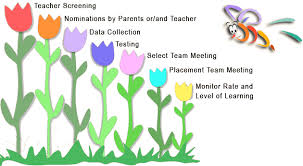 Teacher Screening
Nominations by Parents or/and Teacher
Data Collection
Testing
Select Team Meeting
Placement Team Meeting
Monitor Rate and
Level of Learning